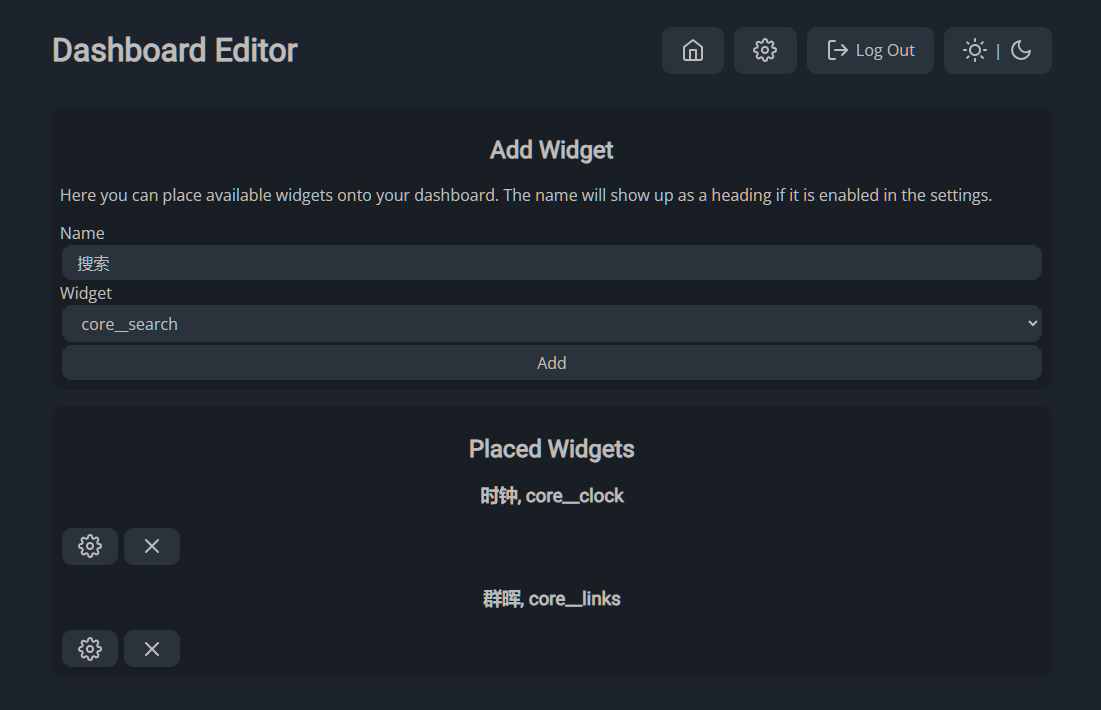 Dashboard Editor
Log Out
|
Add Widget
Here you can place available widgets onto your dashboard. The name will show up as a heading if it is enabled in the settings.
Name
搜索
Widget
core__search
Add
Placed Widgets
时钟, core__clock
群晖, core__links